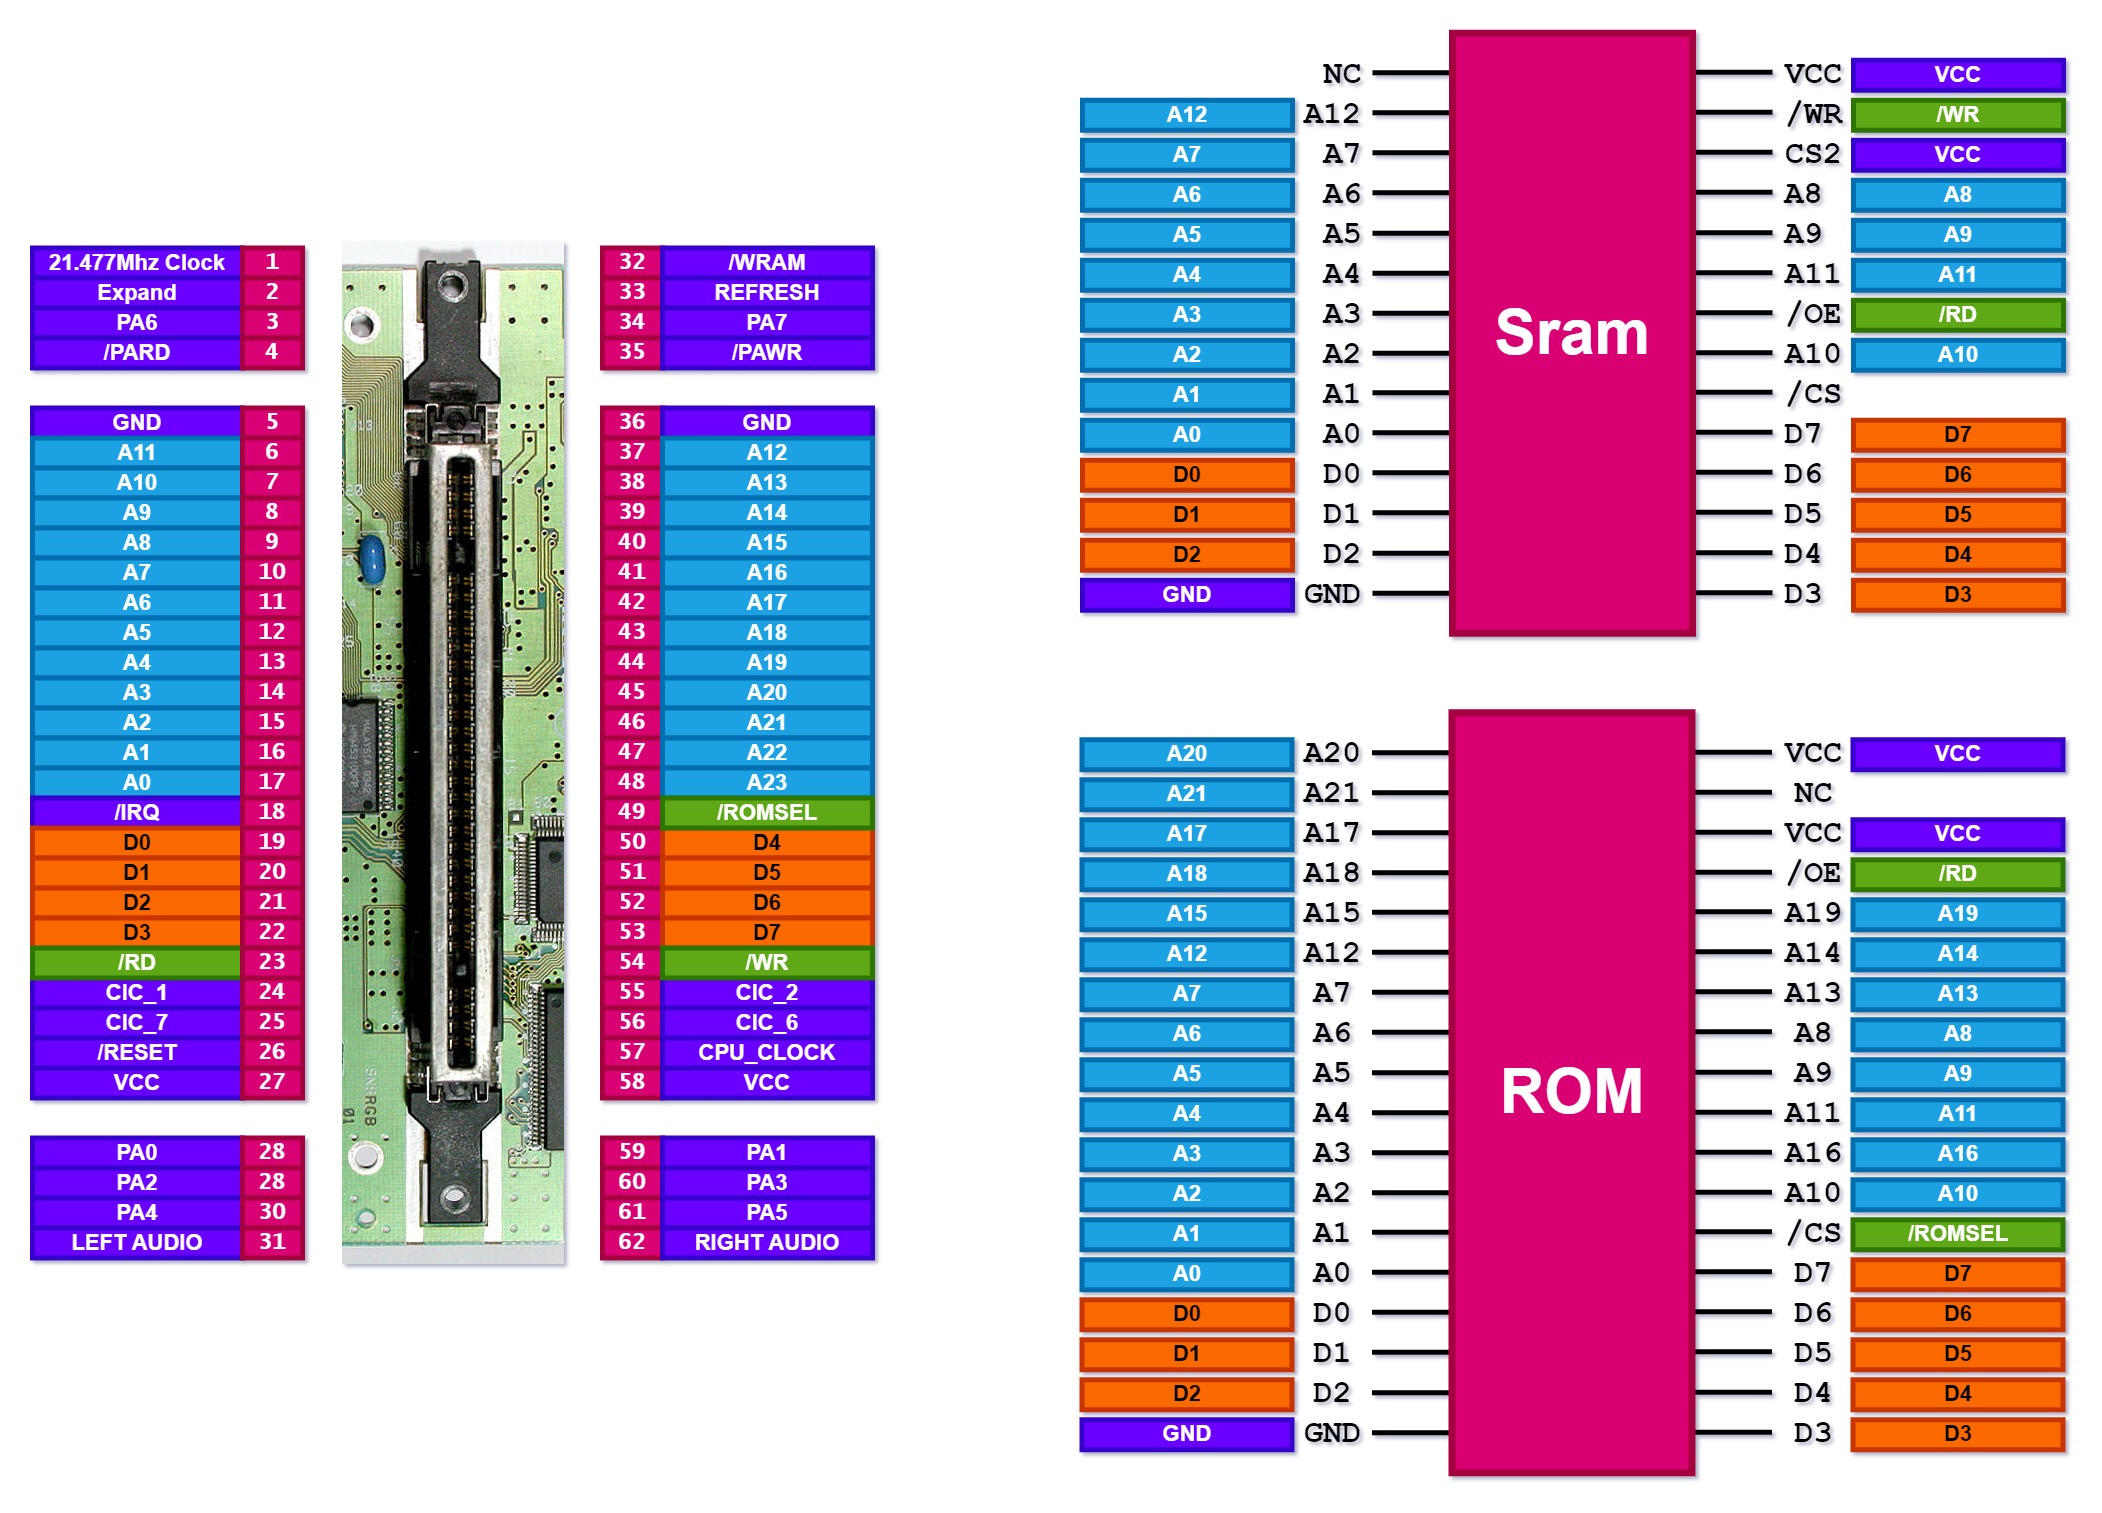 21.477Mhz Clock 1
Expand 2
PA6 3
/PARD 4
GND 5
A11 6
A10 7
A9 8
A8 9
A7 10
A6 11
A5 12
A4 13
A3 14
A2 15
A1 16
A0 17
/IRQ 18
D0 19
D1 20
D2 21
D3 22
/RD 23
CIC_1 24
CIC_7 25
/RESET 26
VCC 27
PA0 28
PA2 28
PA4 30
LEFT AUDIO 31
SNN-RGB
01
32 /WRAM
33 REFRESH
34 PA7
35 /PAWR
36 GND
37 A12
38 A13
39 A14
40 A15
41 A16
42 A17
43 A18
44 A19
45 A20
46 A21
47 A22
48 A23
49 /ROMSEL
50 D4
51 D5
52 D6
53 D7
54 /WR
55 CIC_2
56 CIC_6
57 CPU_CLOCK
58 VCC
59 PA1
60 PA3
61 PA5
62 RIGHT AUDIO
Sram
NC VCC VCC
A12 A12 /WR /WR
A7 A7 CS2 VCC
A6 A6 A8 A8
A5 A5 A9 A9
A4 A4 A11 A11
A3 A3 /OE /RD
A2 A2 A10 A10
A1 A1 /CS
A0 A0 D7 D7
D0 D0 D6 D6
D1 D1 D5 D5
D2 D2 D4 D4
GND GND D3 D3
ROM
A20 A20 VCC VCC
A21 A21 NC
A17 A17 VCC VCC
A18 A18 /OE /RD
A15 A15 A19 A19
A12 A12 A14 A14
A7 A7 A13 A13
A6 A6 A8 A8
A5 A5 A9 A9
A4 A4 A11 A11
A3 A3 A16 A16
A2 A2 A10 A10
A1 A1 /CS /ROMSEL
A0 A0 D7 D7
D0 D0 D6 D6
D1 D1 D5 D5
D2 D2 D4 D4
GND GND D3 D3